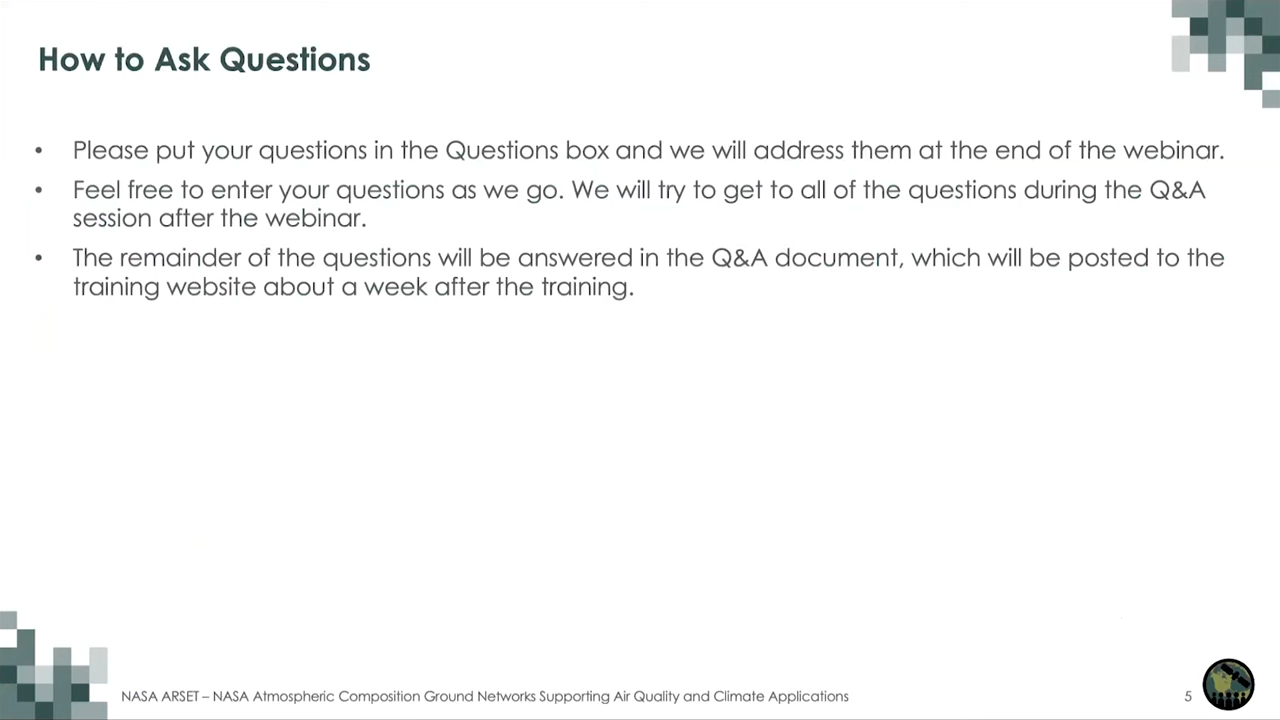 How to Ask Questions
• Please put your questions in the Questions box and we will address them at the end of the webinar.
• Feel free to enter your questions as we go. We will try to get to all of the questions during the Q&A
session after the webinar.
• The remainder of the questions will be answered in the Q&A document, which will be posted to the
training website about a week after the training.
NASA ARSET – NASA Atmospheric Composition Ground Networks Supporting Air Quality and Climate Applications
5